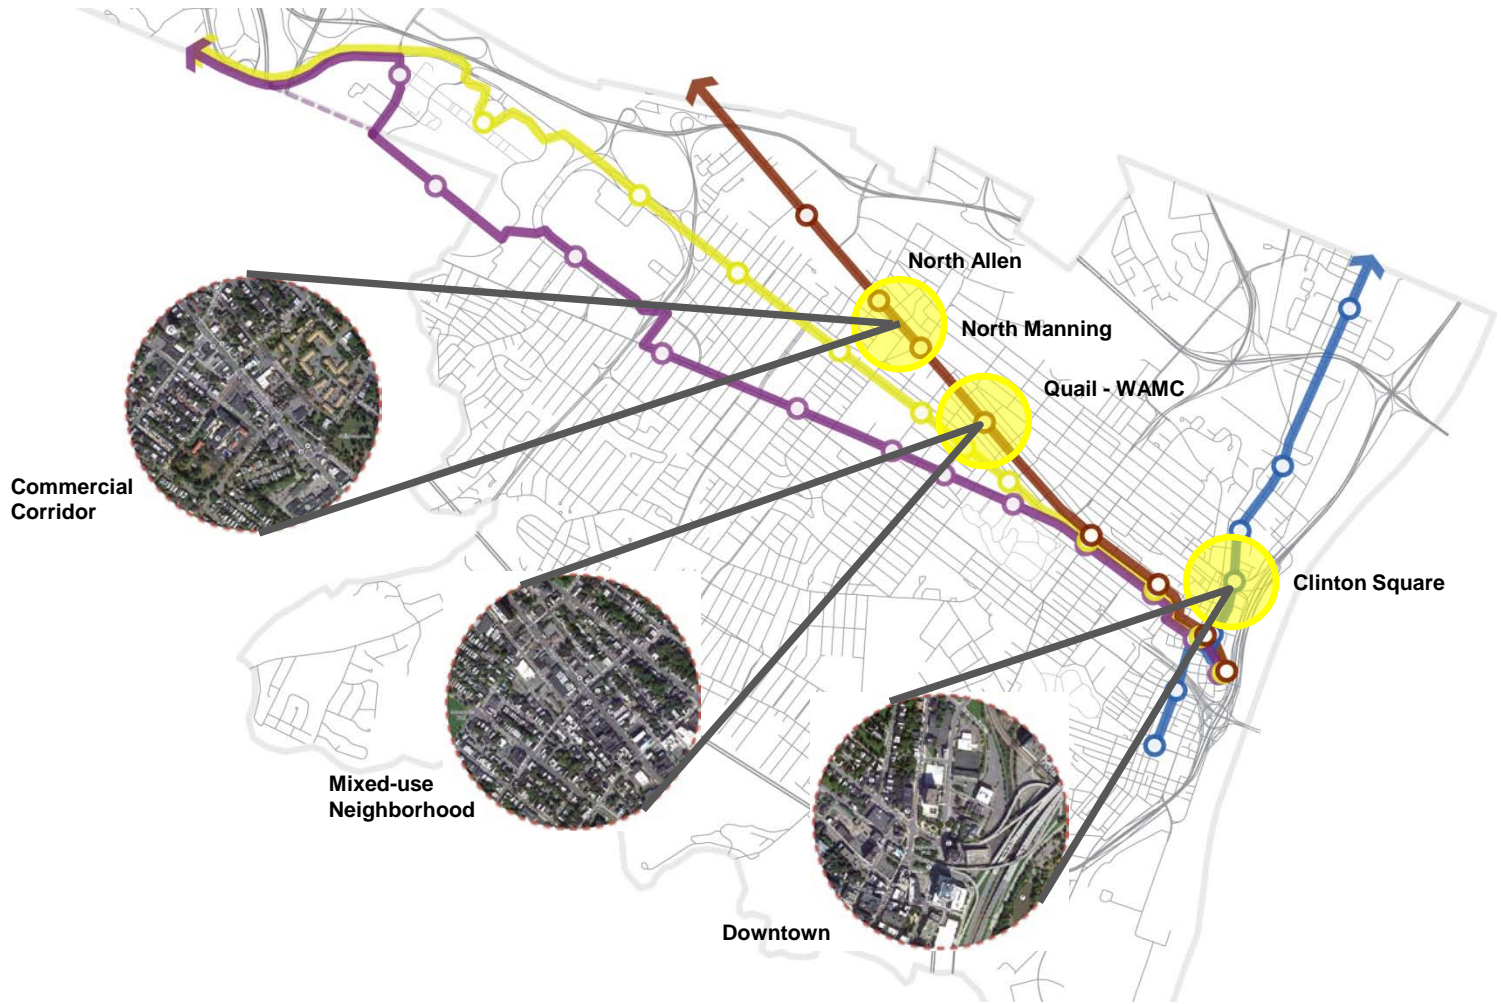 North Allen
North Manning
Quail - WAMC
Commercial
Corridor
Clinton Square
Mixed-use
Neighborhood
Downtown